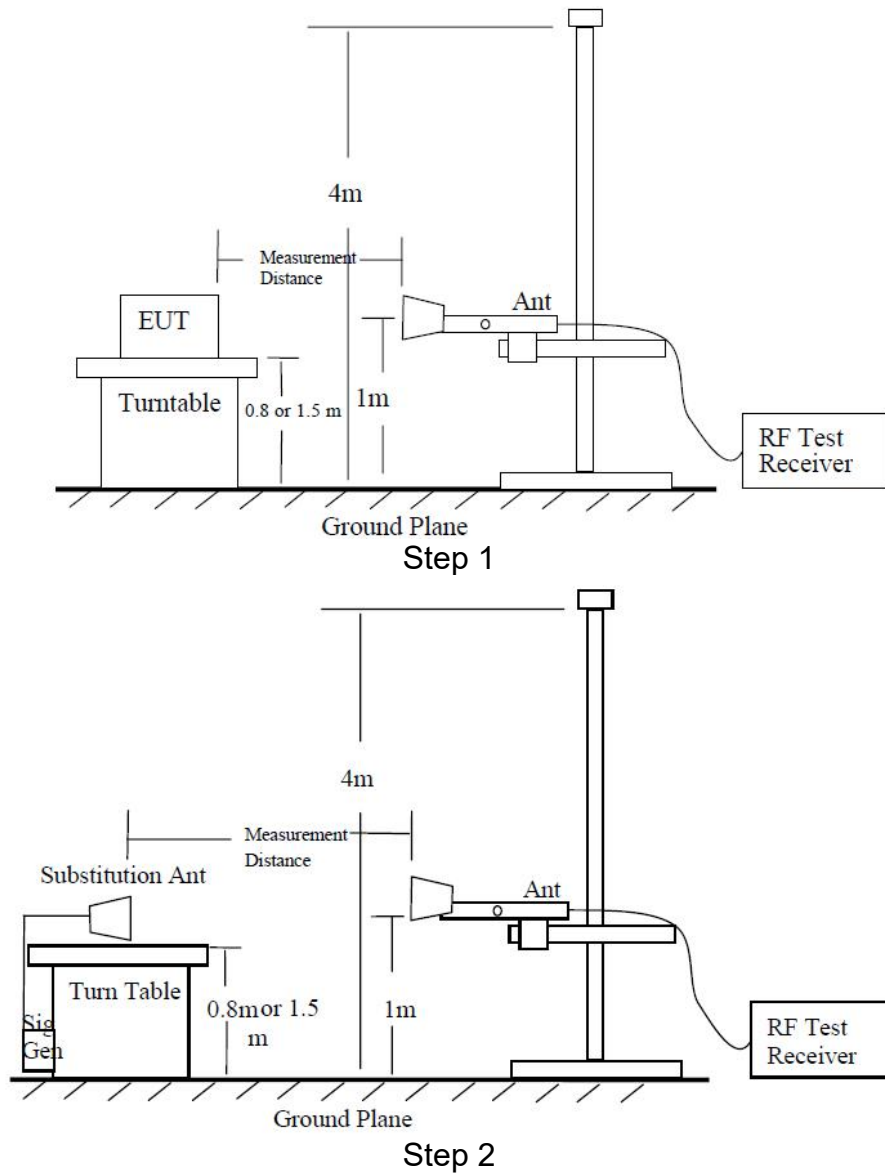 4m
Measurement
Distance
Ant
EUT
1m
0.8 or 1.5 m
Turntable
RF Test
Receiver
Ground Plane
Step 1
4m
Measurement
Distance
Substitution Ant
Ant
Turn Table
0.8m or 1.5
m
1m
Sig
Gen
RF Test
Receiver
Ground Plane
Step 2